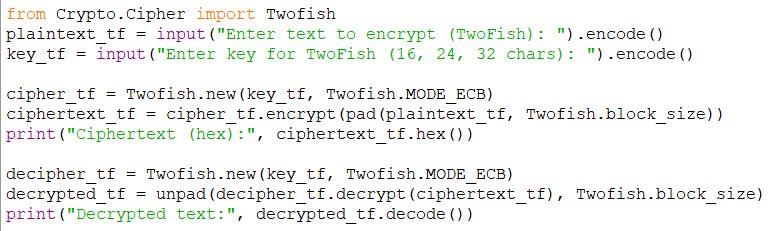 from Crypto.Cipher import Twofish
plaintext_tf = input("Enter text to encrypt (TwoFish): ").encode()
key_tf = input("Enter key for TwoFish (16, 24, 32 chars): ").encode()

cipher_tf = Twofish.new(key_tf, Twofish.MODE_ECB)
ciphertext_tf = cipher_tf.encrypt(pad(plaintext_tf, Twofish.block_size))
print("Ciphertext (hex):", ciphertext_tf.hex())

decipher_tf = Twofish.new(key_tf, Twofish.MODE_ECB)
decrypted_tf = unpad(decipher_tf.decrypt(ciphertext_tf), Twofish.block_size)
print("Decrypted text:", decrypted_tf.decode())